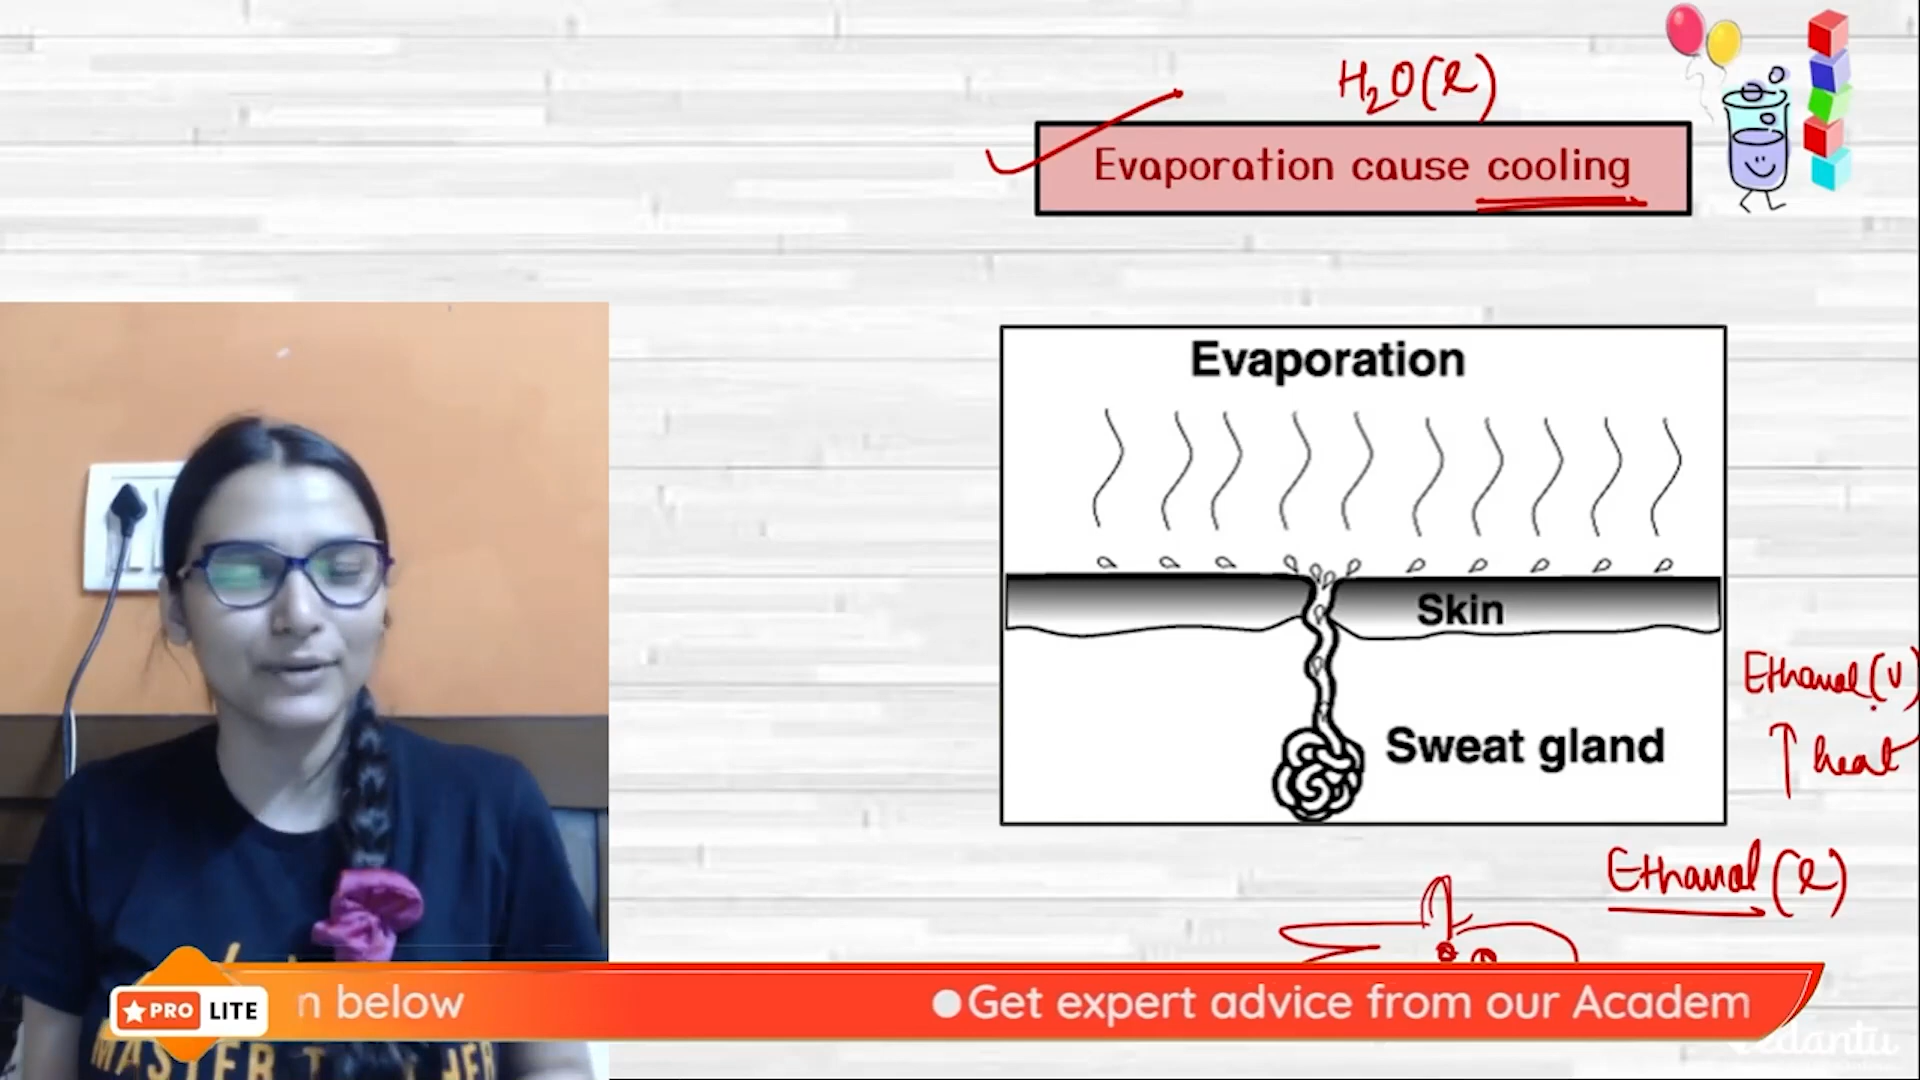 H₂O(l)
Evaporation cause cooling
Evaporation
Skin
Sweat gland
Ethanol(v)
↑ heat
Ethanol(l)
PRO LITE
n below
Get expert advice from our Academ
MASTER T